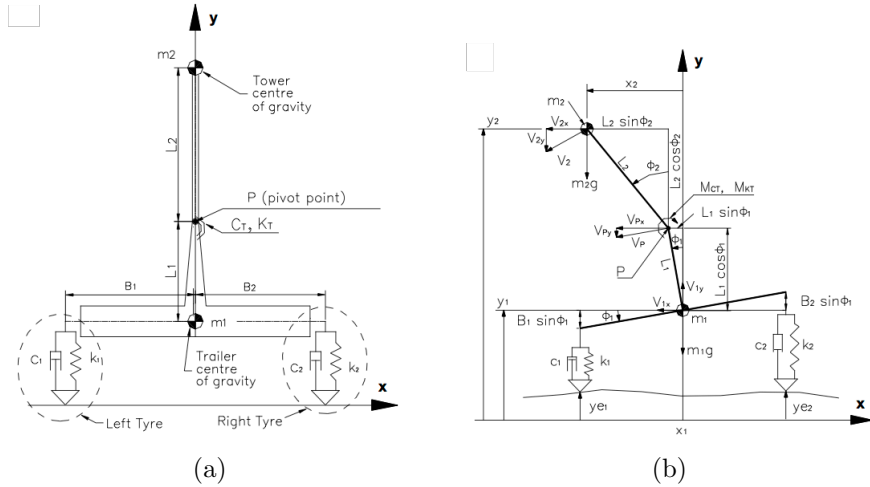 y
m2
Tower
centre
of gravity
L2
P (pivot point)
CT, KT
L1
B1
B2
m1
C1
k1
Trailer
centre
of gravity
C2
k2
x
Left Tyre
Right Tyre
(a)
y
x2
m2
y2
V2x
L2 sinϕ2
V2y
V2
L2
ϕ2
L2 cosϕ2
m2g
MCT, MKT
VPx
L1 sinϕ1
VPy
VP
ϕ1
P
L1
L1 cosϕ1
V1y
y1
V1x
m1
B1 sinϕ1
ϕ1
B2 sinϕ1
m1g
C1
k1
C2
k2
ye1
ye2
x
x1
(b)